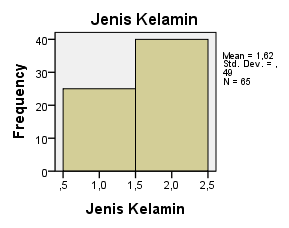 Jenis Kelamin
Mean = 1,62
Std. Dev. = ,
49
N = 65
Frequency
40
30
20
10
0
,5 1,0 1,5 2,0 2,5
Jenis Kelamin